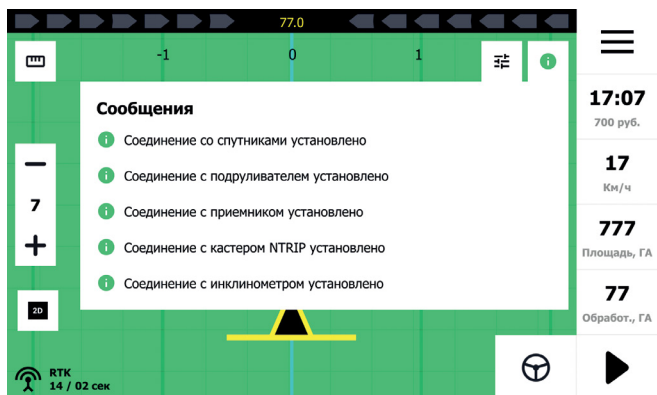 77.0
-1 0 1
Сообщения
Соединение со спутниками установлено
Соединение с подруливателем установлено
Соединение с приемником установлено
Соединение с кастером NTRIP установлено
Соединение с инклинометром установлено
7
2D
RTK
14 / 02 сек
17:07
700 руб.
17
Км/ч
777
Площадь, ГА
77
Обработ., ГА